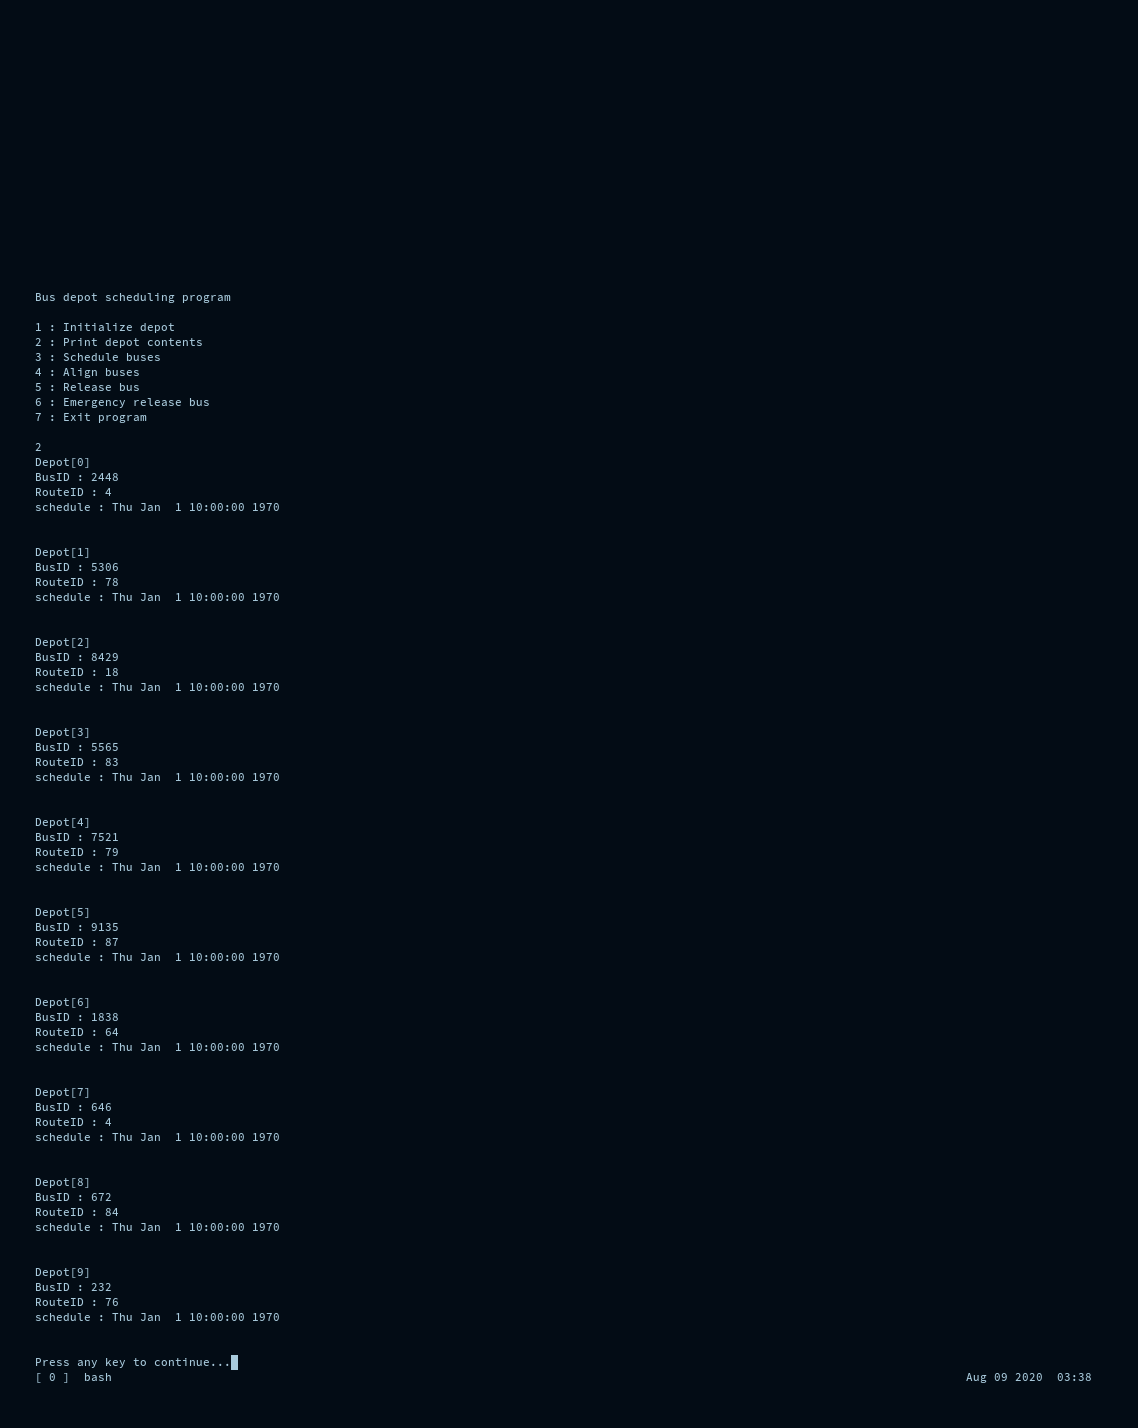 Bus depot scheduling program
1 : Initialize depot
2 : Print depot contents
3 : Schedule buses
4 : Align buses
5 : Release bus
6 : Emergency release bus
7 : Exit program
2
Depot[0]
BusID : 2448
RouteID : 4
schedule : Thu Jan  1 10:00:00 1970
Depot[1]
BusID : 5306
RouteID : 78
schedule : Thu Jan  1 10:00:00 1970
Depot[2]
BusID : 8429
RouteID : 18
schedule : Thu Jan  1 10:00:00 1970
Depot[3]
BusID : 5565
RouteID : 83
schedule : Thu Jan  1 10:00:00 1970
Depot[4]
BusID : 7521
RouteID : 79
schedule : Thu Jan  1 10:00:00 1970
Depot[5]
BusID : 9135
RouteID : 87
schedule : Thu Jan  1 10:00:00 1970
Depot[6]
BusID : 1838
RouteID : 64
schedule : Thu Jan  1 10:00:00 1970
Depot[7]
BusID : 646
RouteID : 4
schedule : Thu Jan  1 10:00:00 1970
Depot[8]
BusID : 672
RouteID : 84
schedule : Thu Jan  1 10:00:00 1970
Depot[9]
BusID : 232
RouteID : 76
schedule : Thu Jan  1 10:00:00 1970
Press any key to continue...
[ 0 ]  bash Aug 09 2020  03:38